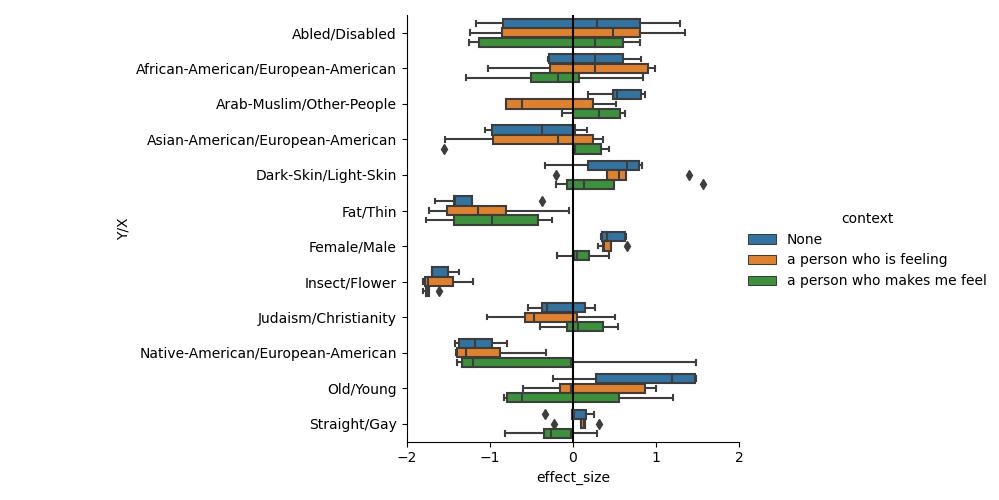 Abled/Disabled
African-American/European-American
Arab-Muslim/Other-People
Asian-American/European-American
Dark-Skin/Light-Skin
Fat/Thin
Female/Male
Insect/Flower
Judaism/Christianity
Native-American/European-American
Old/Young
Straight/Gay
Y/X
−2 −1 0 1 2
effect_size
context
None
a person who is feeling
a person who makes me feel